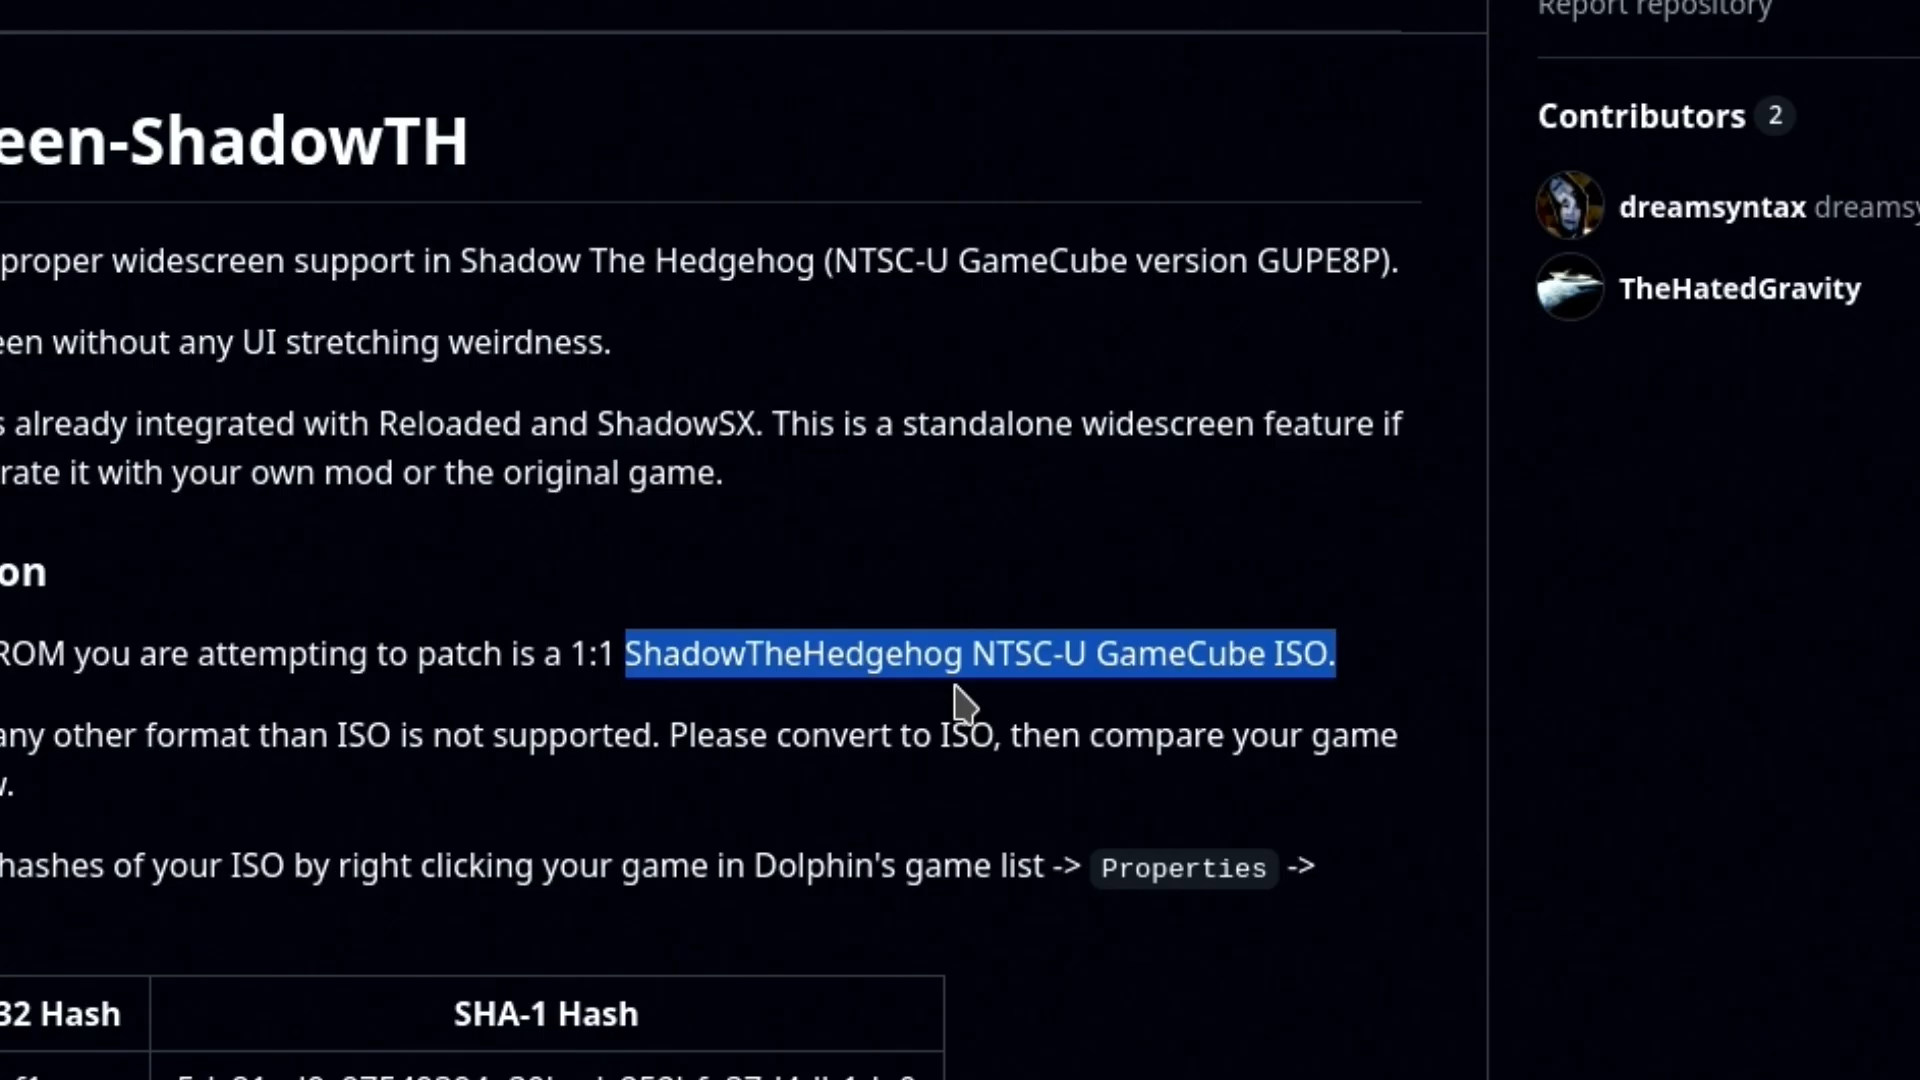 Report repository
een-ShadowTH
Contributors 2
dreamsyntax dreamsy
TheHatedGravity
proper widescreen support in Shadow The Hedgehog (NTSC-U GameCube version GUPE8P).
een without any UI stretching weirdness.
s already integrated with Reloaded and ShadowSX. This is a standalone widescreen feature if
rate it with your own mod or the original game.
on
ROM you are attempting to patch is a 1:1 ShadowTheHedgehog NTSC-U GameCube ISO.
any other format than ISO is not supported. Please convert to ISO, then compare your game
w.
hashes of your ISO by right clicking your game in Dolphin's game list -> Properties ->
32 Hash SHA-1 Hash